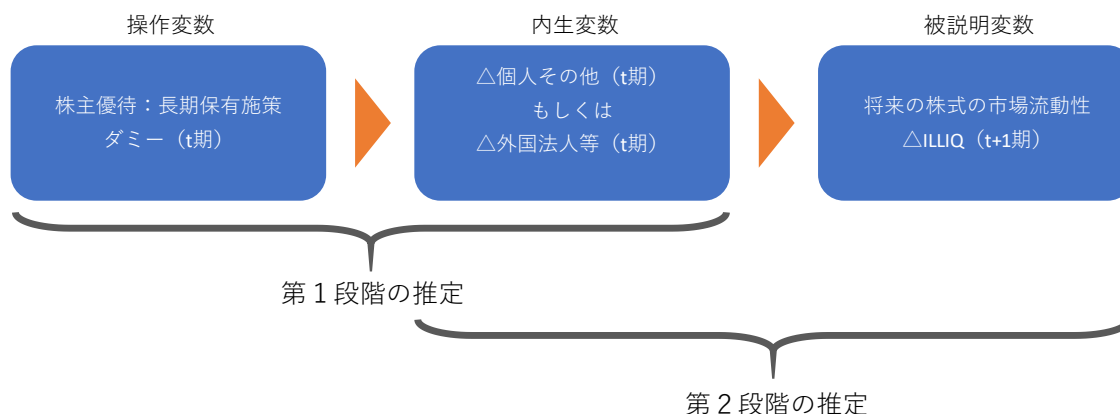 操作変数
内生変数
被説明変数
株主優待：長期保有施策
ダミー（t期）
△個人その他（t期）
もしくは
△外国法人等（t期）
将来の株式の市場流動性
△ILLIQ（t+1期）
第１段階の推定
第２段階の推定